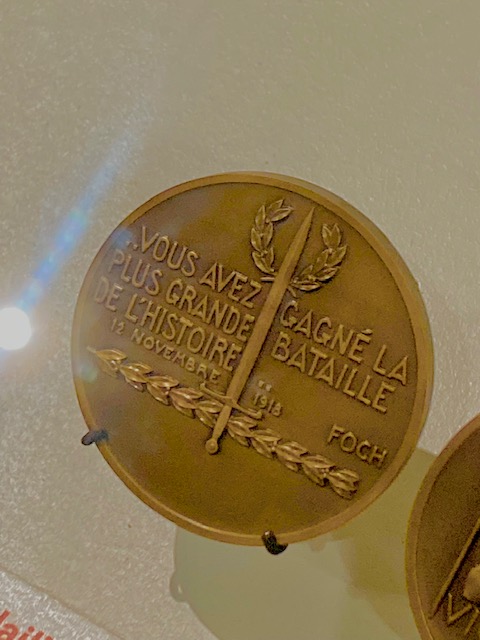 ...VOUS AVEZ GAGNÉ LA
PLUS GRANDE BATAILLE
DE L'HISTOIRE
12 NOVEMBRE 1918
FOCH